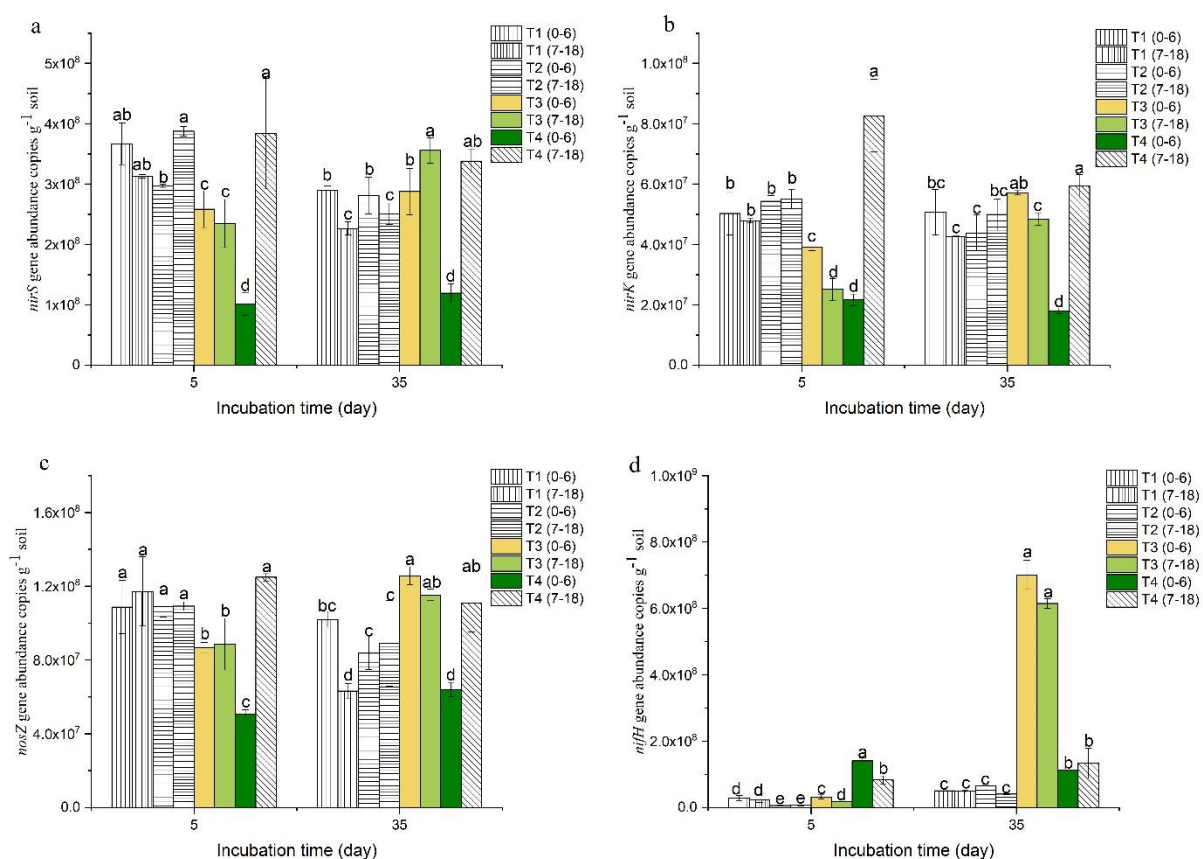 a
nirS gene abundance copies g⁻¹ soil
5x10⁸
4x10⁸
3x10⁸
2x10⁸
1x10⁸
0
ab ab b a c c d a
b c b c b a d ab
5 35
Incubation time (day)
T1 (0-6)
T1 (7-18)
T2 (0-6)
T2 (7-18)
T3 (0-6)
T3 (7-18)
T4 (0-6)
T4 (7-18)
b
nirK gene abundance copies g⁻¹ soil
1.0x10⁸
8.0x10⁷
6.0x10⁷
4.0x10⁷
2.0x10⁷
0.0
b b b b c d d a
bc c c bc ab c d a
5 35
Incubation time (day)
T1 (0-6)
T1 (7-18)
T2 (0-6)
T2 (7-18)
T3 (0-6)
T3 (7-18)
T4 (0-6)
T4 (7-18)
c
nosZ gene abundance copies g⁻¹ soil
1.6x10⁸
1.2x10⁸
8.0x10⁷
4.0x10⁷
0.0
a a a a b b c a
bc d c c a ab d ab
5 35
Incubation time (day)
T1 (0-6)
T1 (7-18)
T2 (0-6)
T2 (7-18)
T3 (0-6)
T3 (7-18)
T4 (0-6)
T4 (7-18)
d
nifH gene abundance copies g⁻¹ soil
1.0x10⁹
8.0x10⁸
6.0x10⁸
4.0x10⁸
2.0x10⁸
0.0
d d e e c d a b
c c c c a a b b
5 35
Incubation time (day)
T1 (0-6)
T1 (7-18)
T2 (0-6)
T2 (7-18)
T3 (0-6)
T3 (7-18)
T4 (0-6)
T4 (7-18)